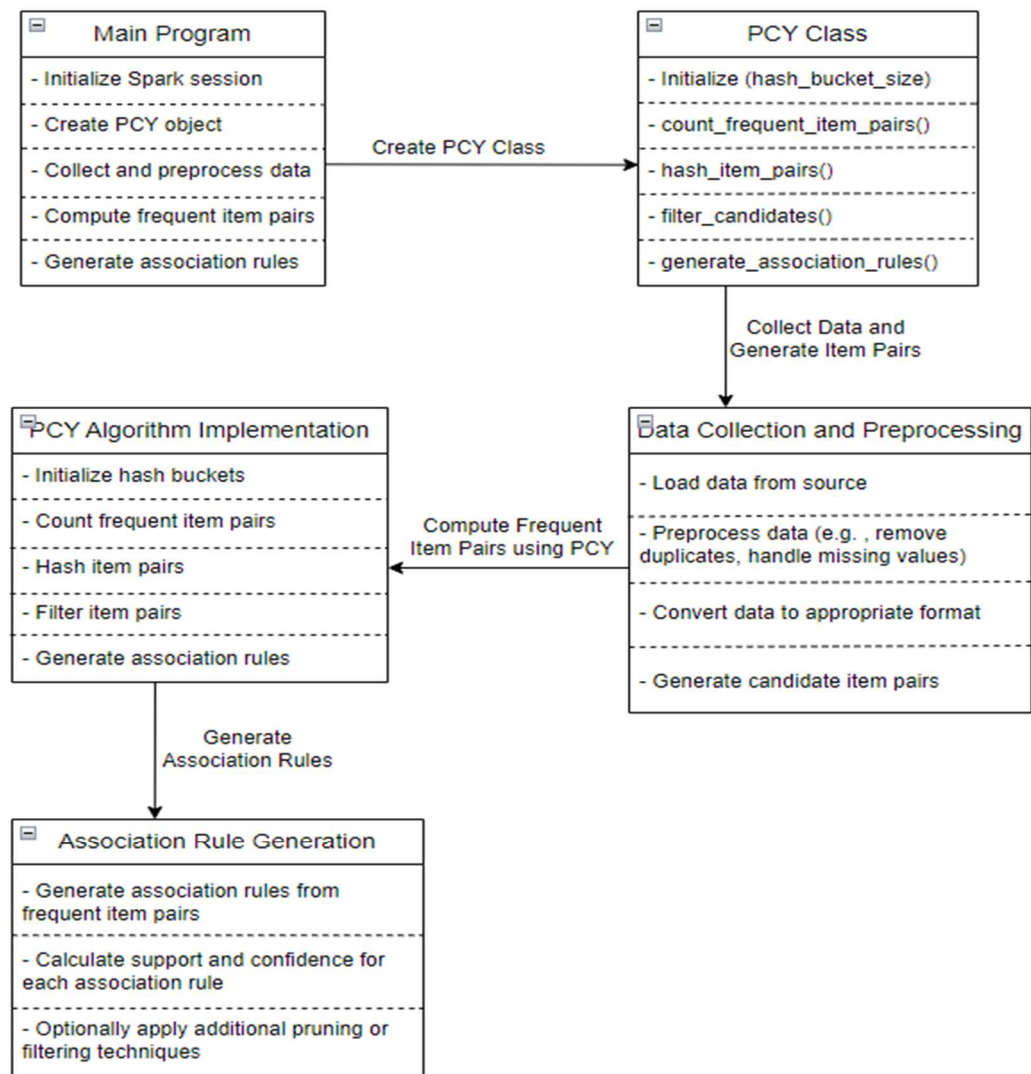 Main Program
- Initialize Spark session
- Create PCY object
- Collect and preprocess data
- Compute frequent item pairs
- Generate association rules
Create PCY Class
PCY Class
- Initialize (hash_bucket_size)
- count_frequent_item_pairs()
- hash_item_pairs()
- filter_candidates()
- generate_association_rules()
Collect Data and
Generate Item Pairs
Data Collection and Preprocessing
- Load data from source
- Preprocess data (e.g. , remove
duplicates, handle missing values)
- Convert data to appropriate format
- Generate candidate item pairs
Compute Frequent
Item Pairs using PCY
PCY Algorithm Implementation
- Initialize hash buckets
- Count frequent item pairs
- Hash item pairs
- Filter item pairs
- Generate association rules
Generate
Association Rules
Association Rule Generation
- Generate association rules from
frequent item pairs
- Calculate support and confidence for
each association rule
- Optionally apply additional pruning or
filtering techniques